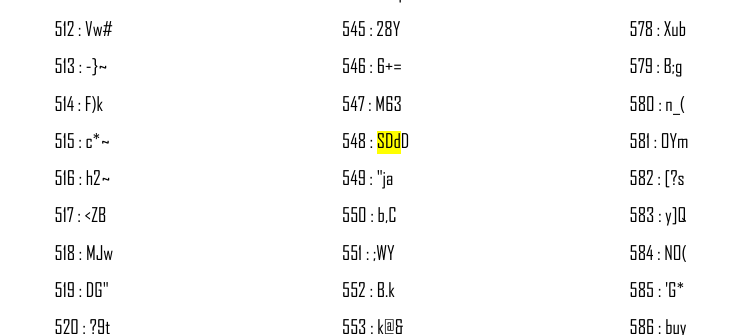 512 : Vw#
513 : -}~
514 : F)k
515 : c*~
516 : h2~
517 : <ZB
518 : MJw
519 : DG"
520 : ?9t
545 : 28Y
546 : 6+=
547 : M63
548 : SDdD
549 : "ja
550 : b,C
551 : ;WY
552 : B.k
553 : k@&
578 : Xub
579 : B;g
580 : n_(
581 : OYm
582 : [?s
583 : y]Q
584 : NO(
585 : 'G*
586 : buy